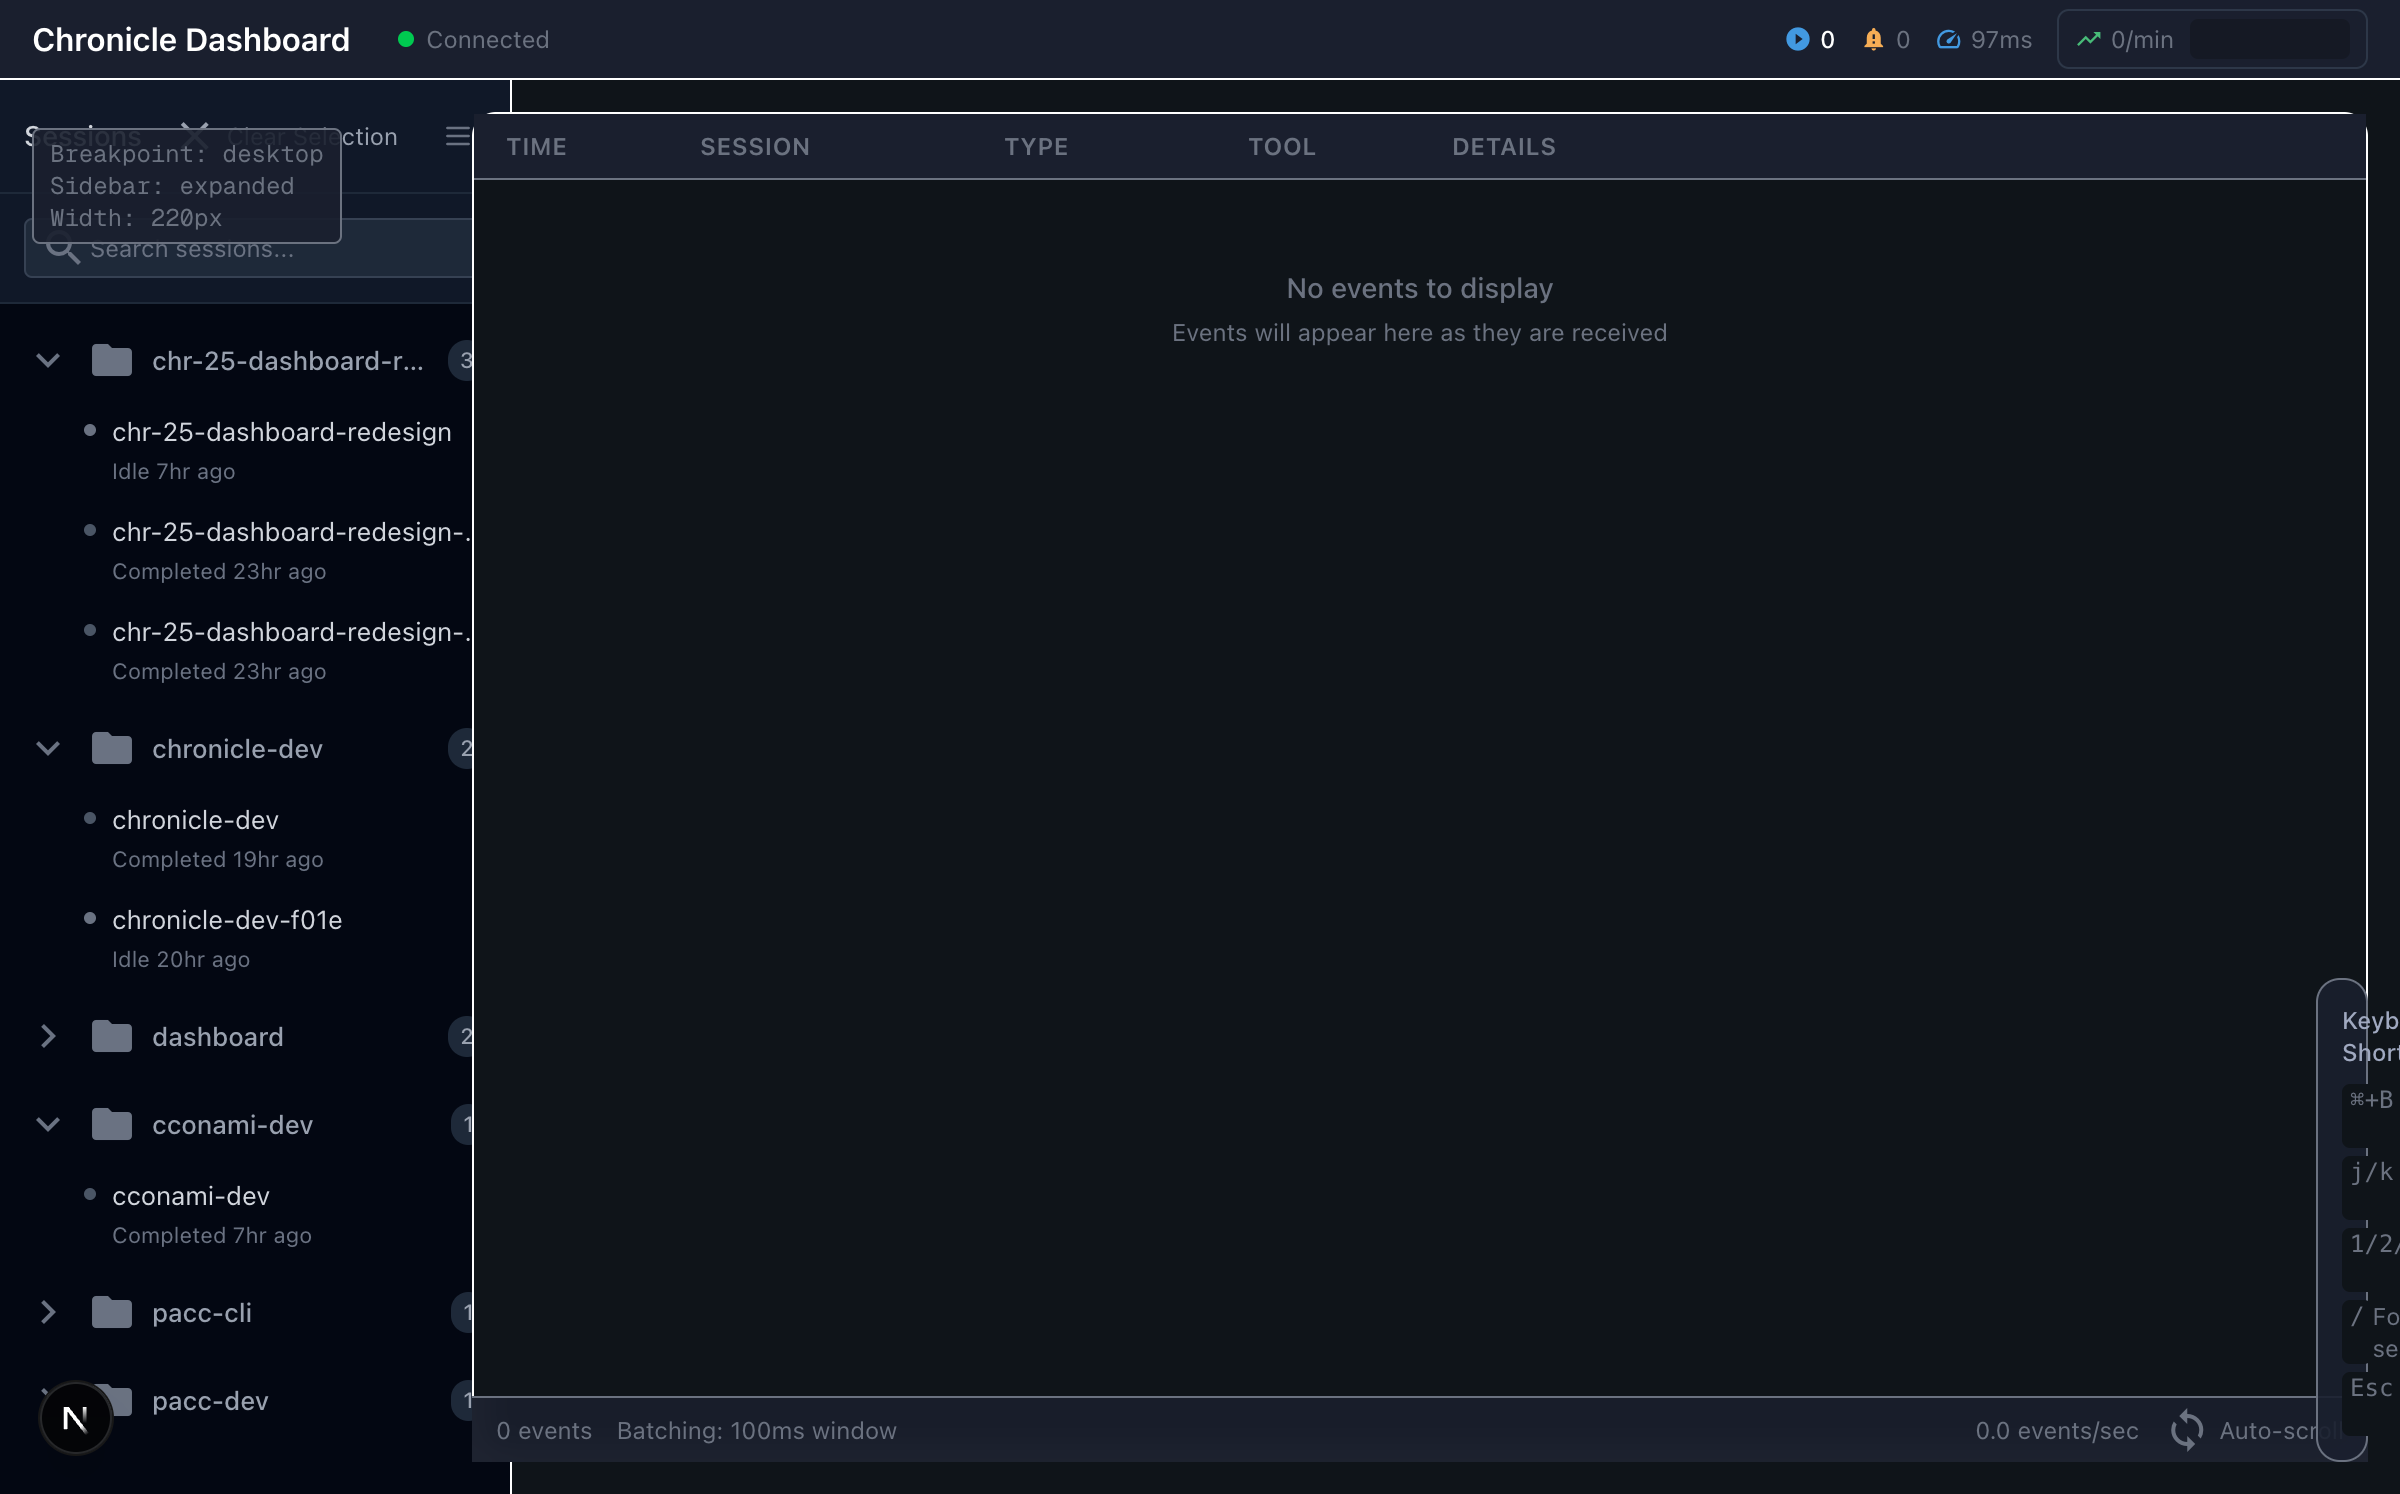 Chronicle Dashboard
Connected
0
0
97ms
0/min
Sessions
Clear Selection
Breakpoint: desktop
Sidebar: expanded
Width: 220px
Search sessions...
chr-25-dashboard-r...
3
chr-25-dashboard-redesign
Idle 7hr ago
chr-25-dashboard-redesign-.
Completed 23hr ago
chr-25-dashboard-redesign-.
Completed 23hr ago
chronicle-dev
2
chronicle-dev
Completed 19hr ago
chronicle-dev-f01e
Idle 20hr ago
dashboard
2
cconami-dev
1
cconami-dev
Completed 7hr ago
pacc-cli
1
pacc-dev
1
N
TIME SESSION TYPE TOOL DETAILS
No events to display
Events will appear here as they are received
0 events Batching: 100ms window
0.0 events/sec
Auto-scroll
Keyb
Short
⌘+B
j/k
1/2/
/ Fo
se
Esc